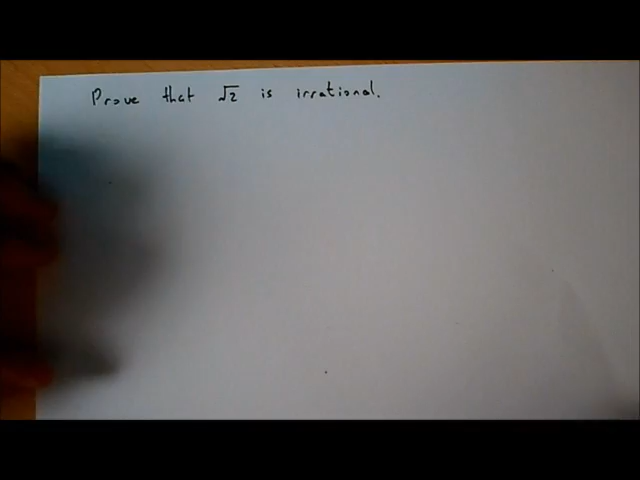 Prove that √2 is irrational.